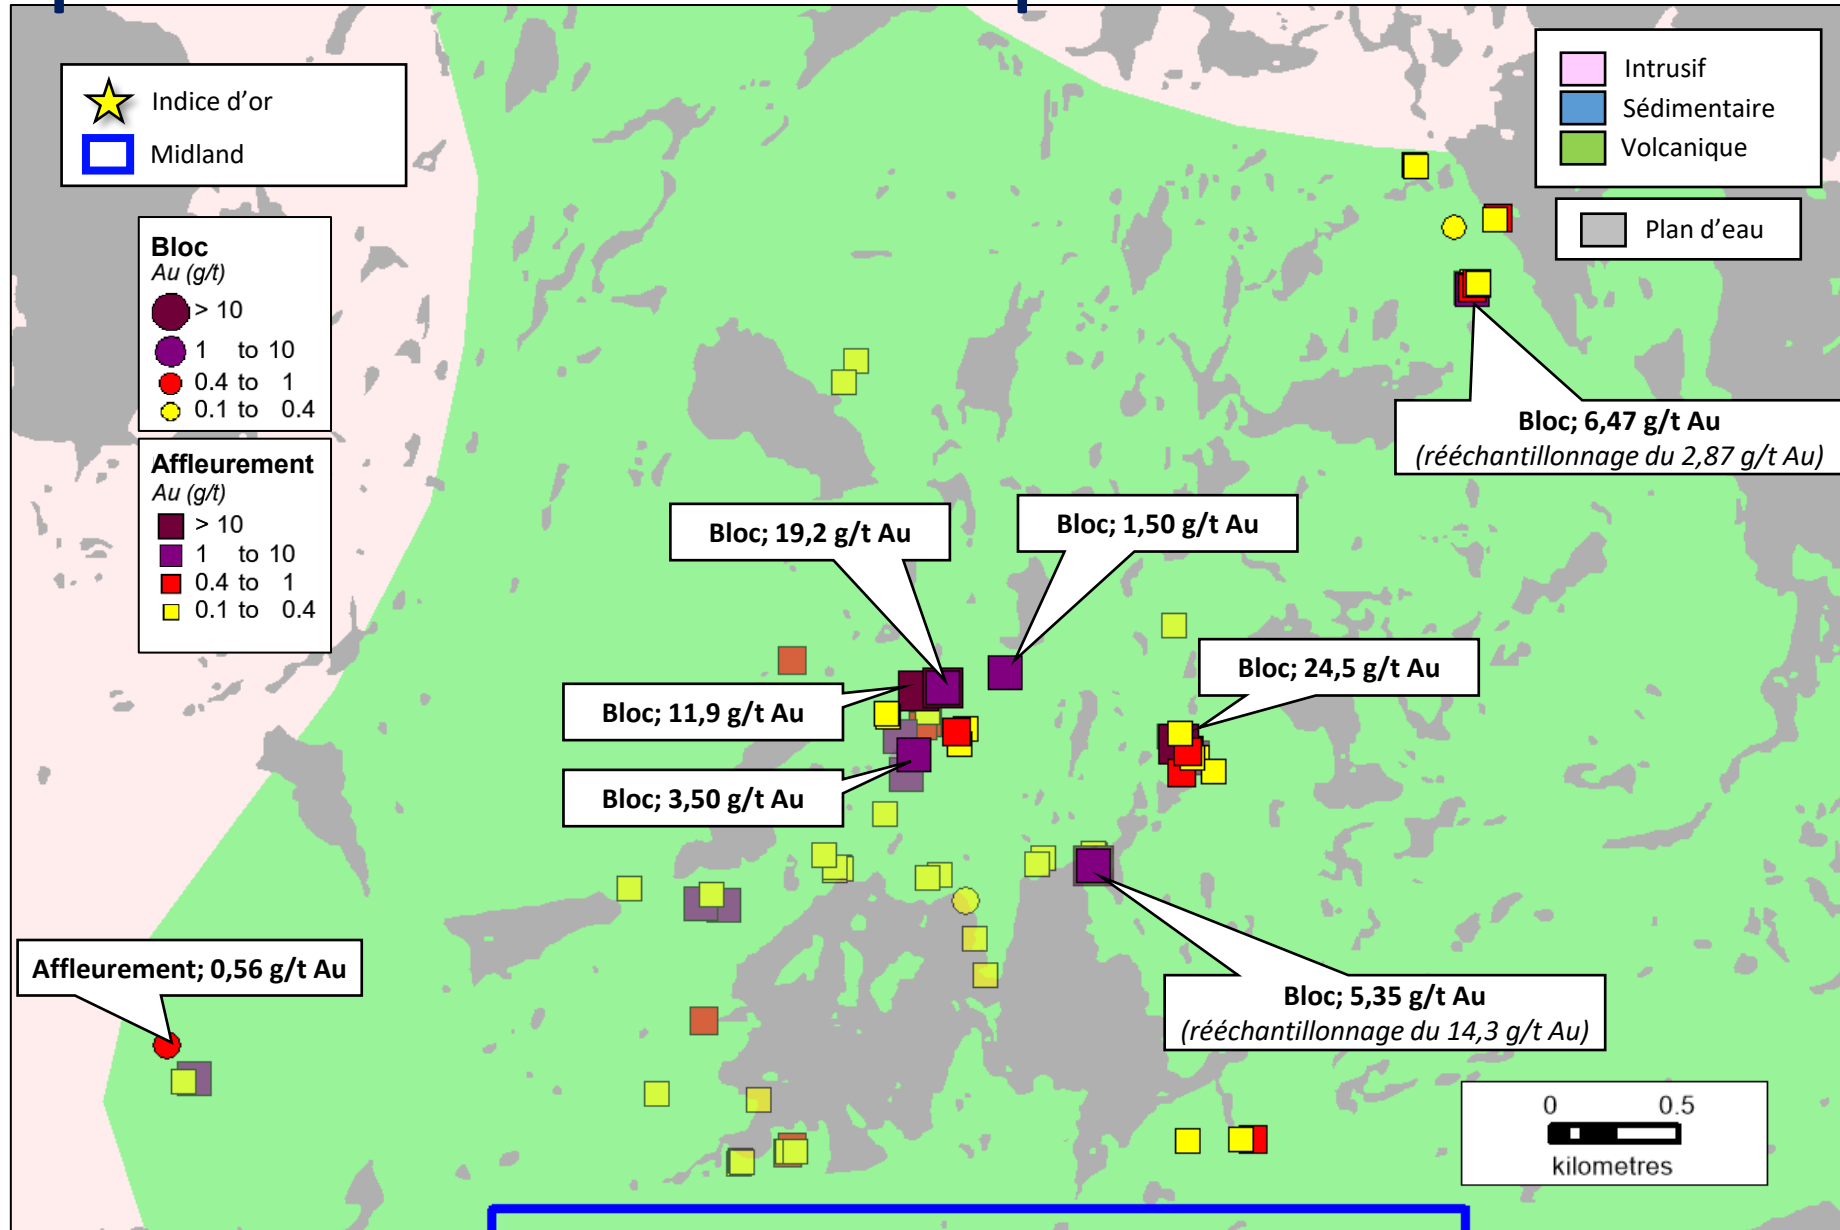 Indice d'or
Midland
Intrusif
Sédimentaire
Volcanique
Plan d'eau
Bloc
Au (g/t)
> 10
1 to 10
0.4 to 1
0.1 to 0.4
Affleurement
Au (g/t)
> 10
1 to 10
0.4 to 1
0.1 to 0.4
Bloc; 6,47 g/t Au
(rééchantillonnage du 2,87 g/t Au)
Bloc; 19,2 g/t Au
Bloc; 1,50 g/t Au
Bloc; 24,5 g/t Au
Bloc; 11,9 g/t Au
Bloc; 3,50 g/t Au
Affleurement; 0,56 g/t Au
Bloc; 5,35 g/t Au
(rééchantillonnage du 14,3 g/t Au)
0 0.5
kilometres